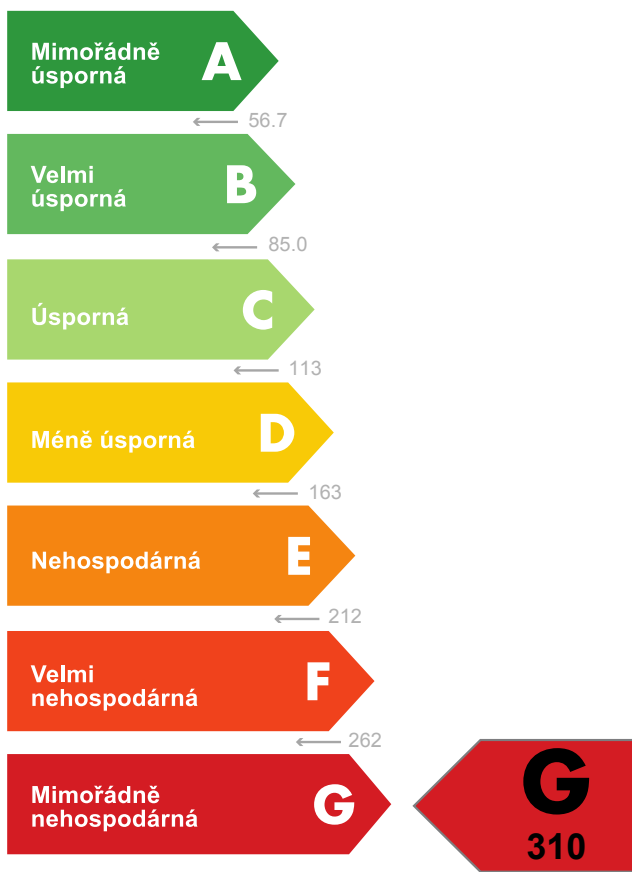 Mimořádně
úsporná
A
56.7
Velmi
úsporná
B
85.0
Úsporná
C
113
Méně úsporná
D
163
Nehospodárná
E
212
Velmi
nehospodárná
F
262
Mimořádně
nehospodárná
G
G
310